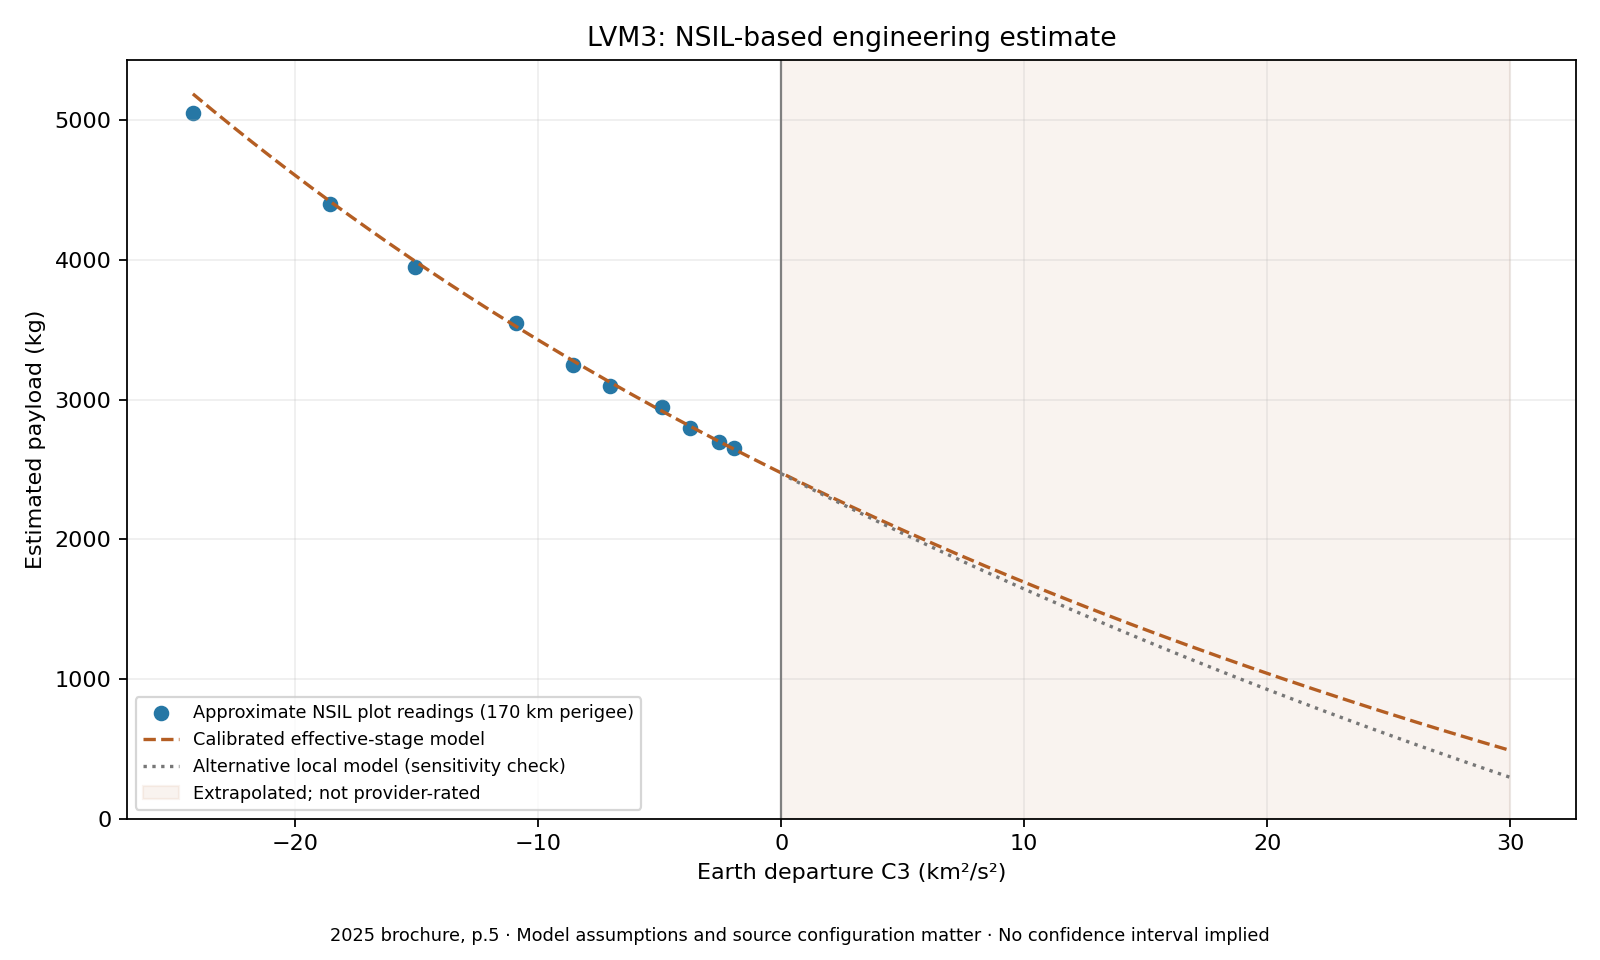 LVM3: NSIL-based engineering estimate
Estimated payload (kg)
5000
4000
3000
2000
1000
0
Approximate NSIL plot readings (170 km perigee)
Calibrated effective-stage model
Alternative local model (sensitivity check)
Extrapolated; not provider-rated
−20
−10
0
10
20
30
Earth departure C3 (km²/s²)
2025 brochure, p.5 · Model assumptions and source configuration matter · No confidence interval implied